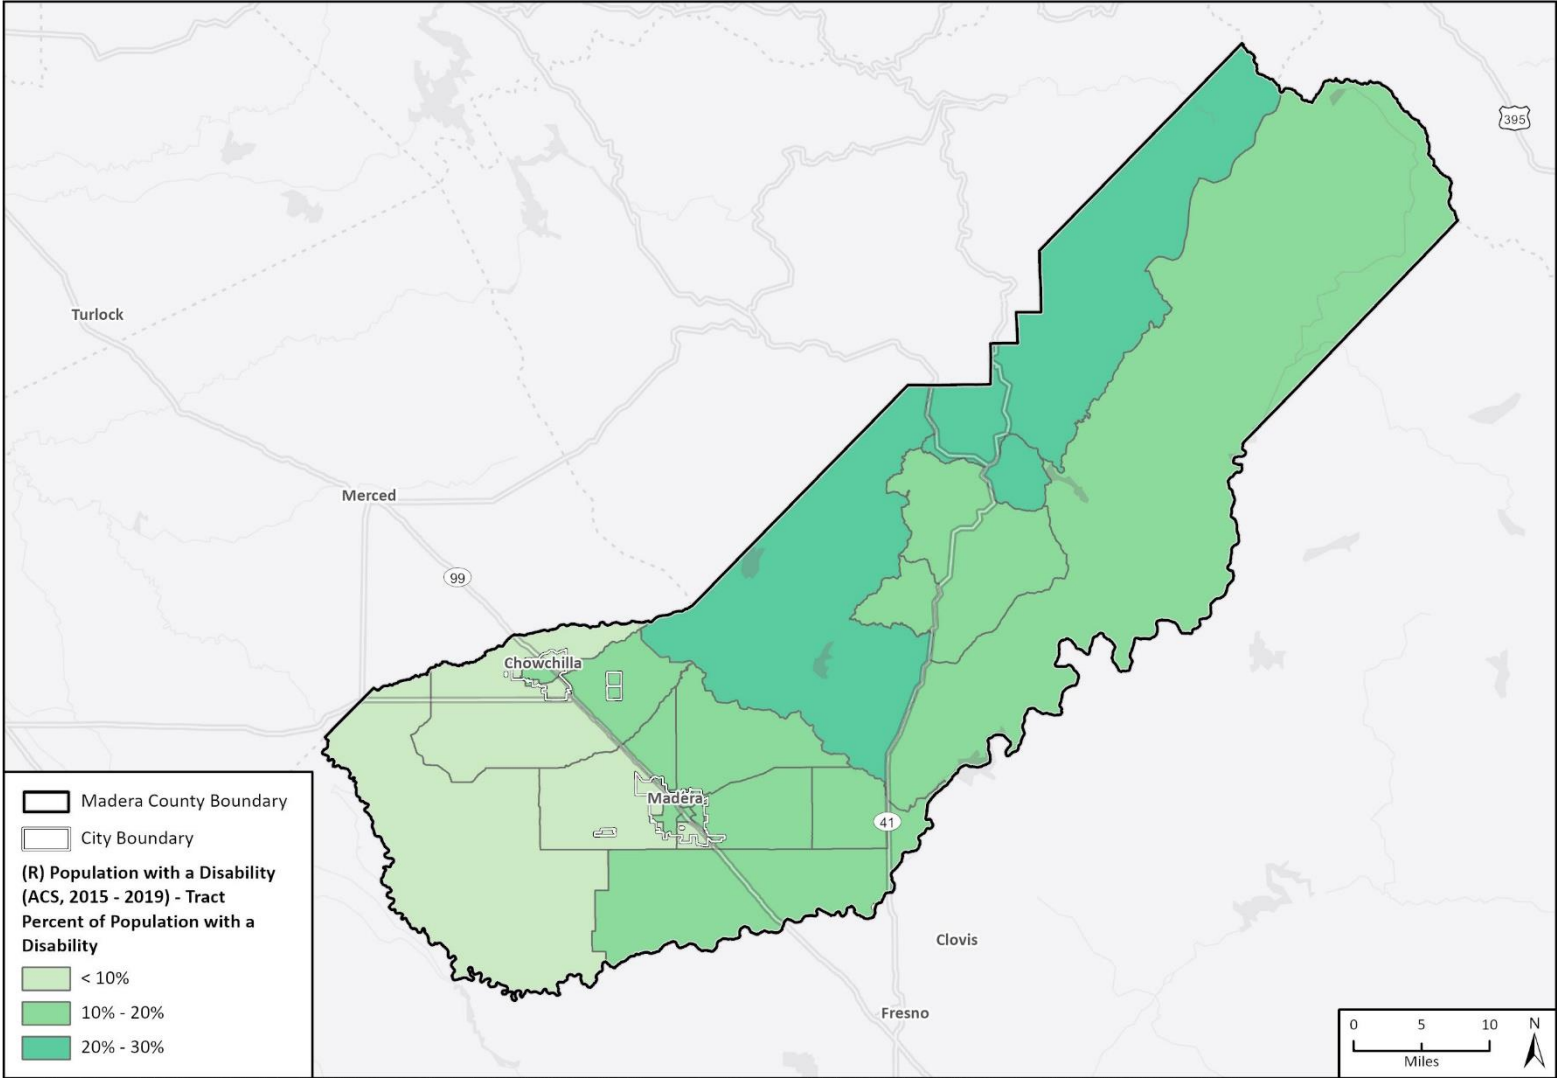 395
Turlock
Merced
99
Chowchilla
Madera
41
Clovis
Fresno
Madera County Boundary
City Boundary
(R) Population with a Disability
(ACS, 2015 - 2019) - Tract
Percent of Population with a
Disability
< 10%
10% - 20%
20% - 30%
0 5 10 N
Miles